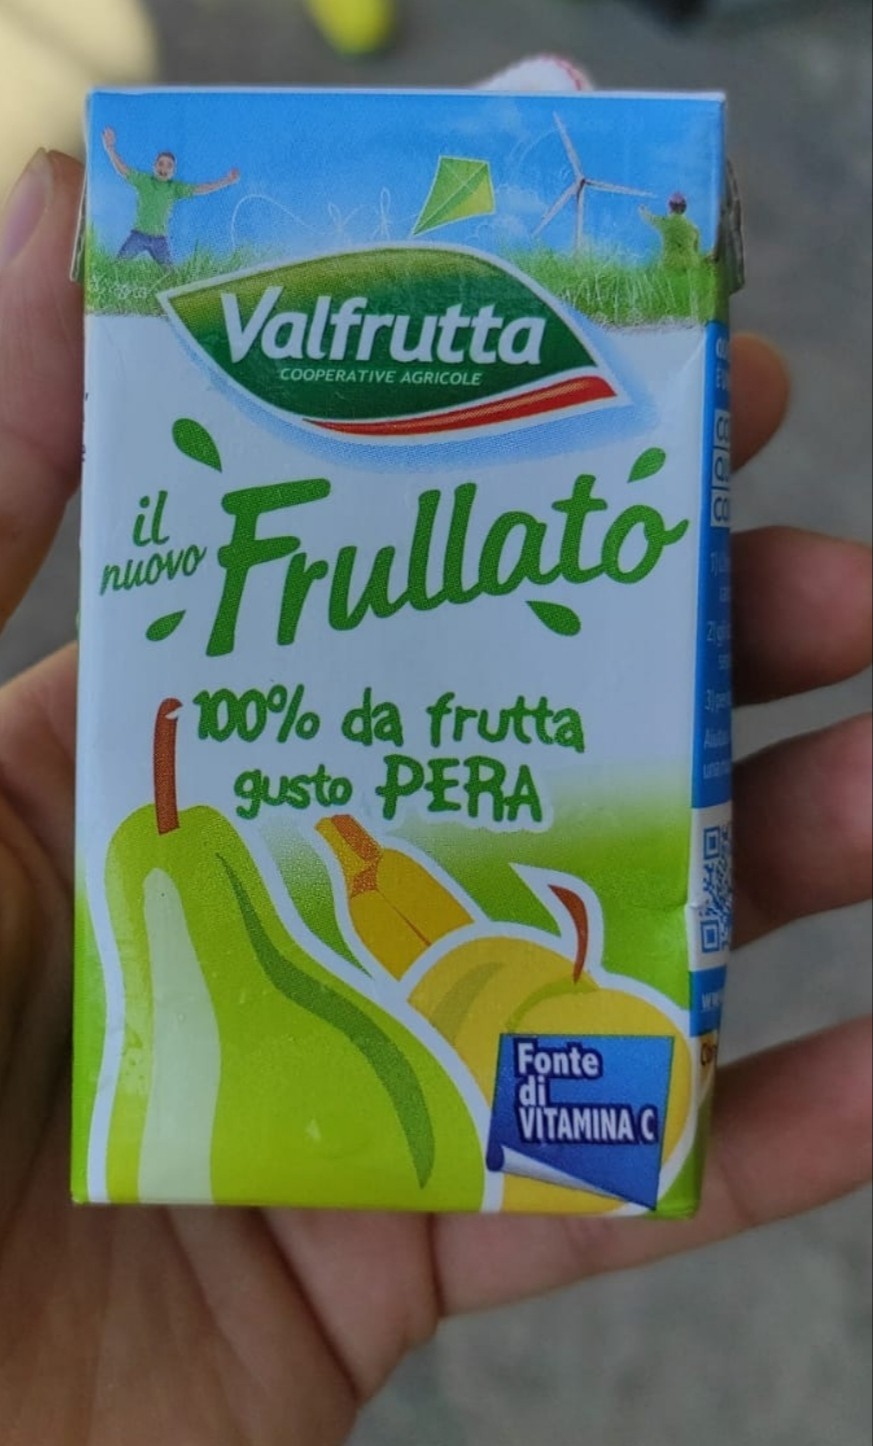 Valfrutta
COOPERATIVE AGRICOLE
il
nuovo
Frullato
100% da frutta
gusto PERA
Fonte
di
VITAMINA C